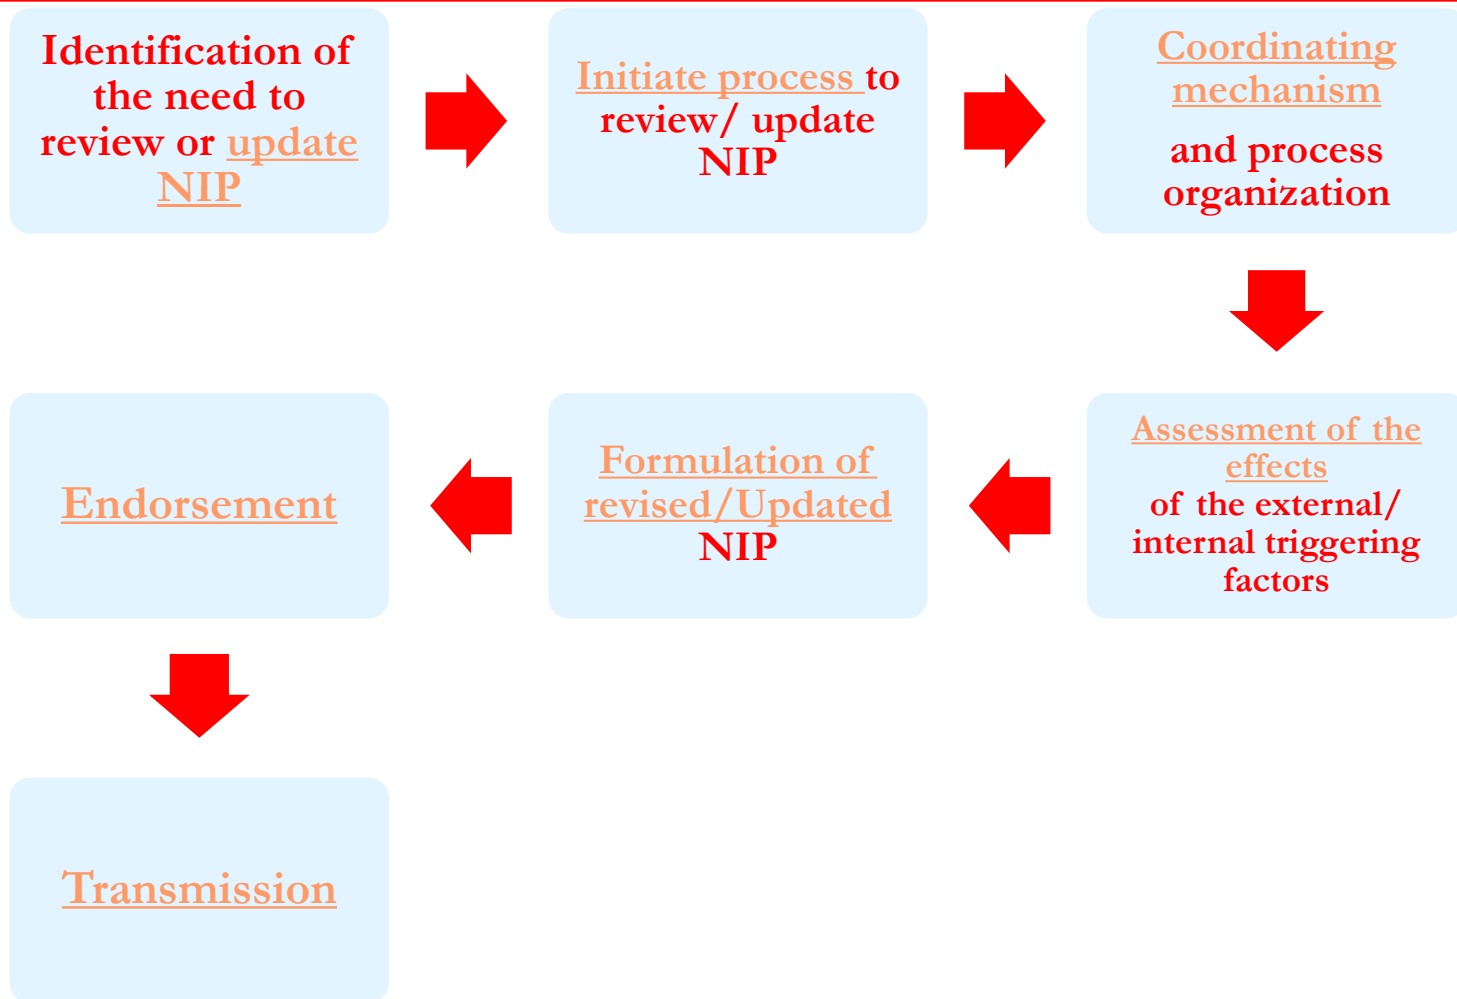 Identification of
the need to
review or update
NIP
Initiate process to
review/ update
NIP
Coordinating
mechanism
and process
organization
Assessment of the
effects
of the external/
internal triggering
factors
Formulation of
revised/Updated
NIP
Endorsement
Transmission